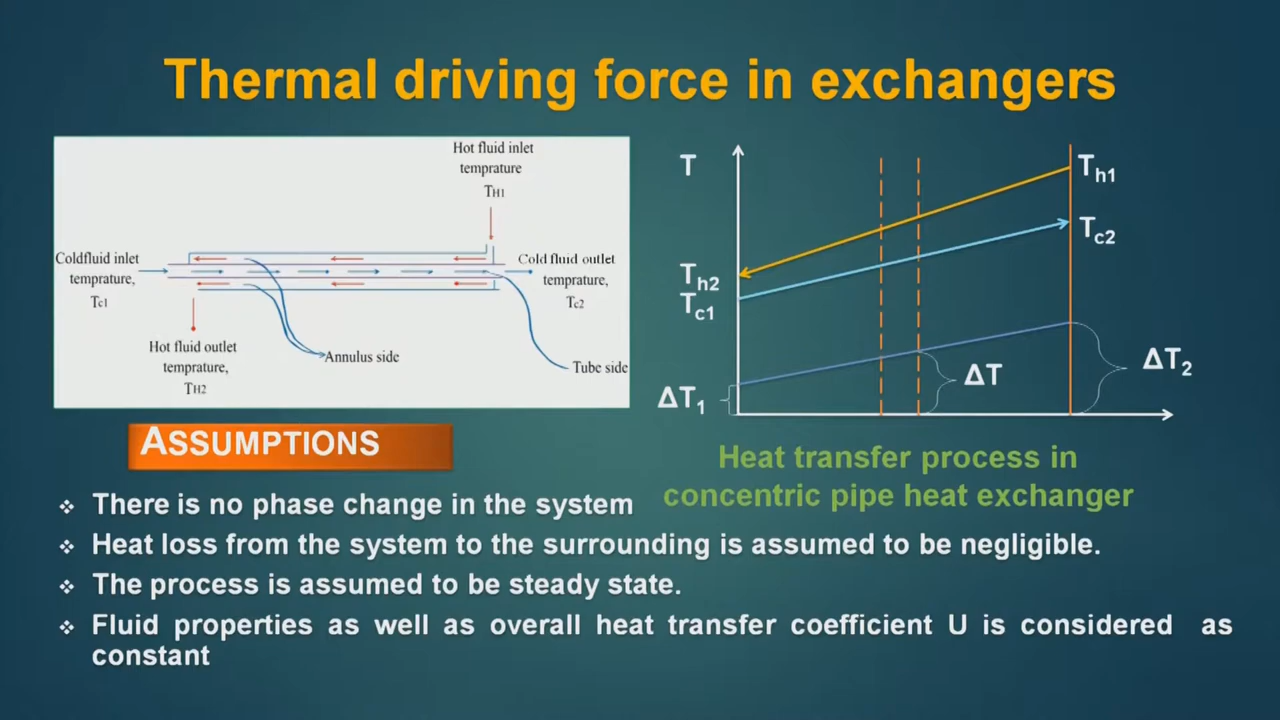 Thermal driving force in exchangers
Hot fluid inlet
temprature
TH1
Coldfluid inlet
temprature,
Tc1
Cold fluid outlet
temprature,
Tc2
Hot fluid outlet
temprature,
TH2
Annulus side
Tube side
T
Th1
Tc2
Th2
Tc1
ΔT1
ΔT
ΔT2
Heat transfer process in
concentric pipe heat exchanger
ASSUMPTIONS
❖ There is no phase change in the system
❖ Heat loss from the system to the surrounding is assumed to be negligible.
❖ The process is assumed to be steady state.
❖ Fluid properties as well as overall heat transfer coefficient U is considered as
constant